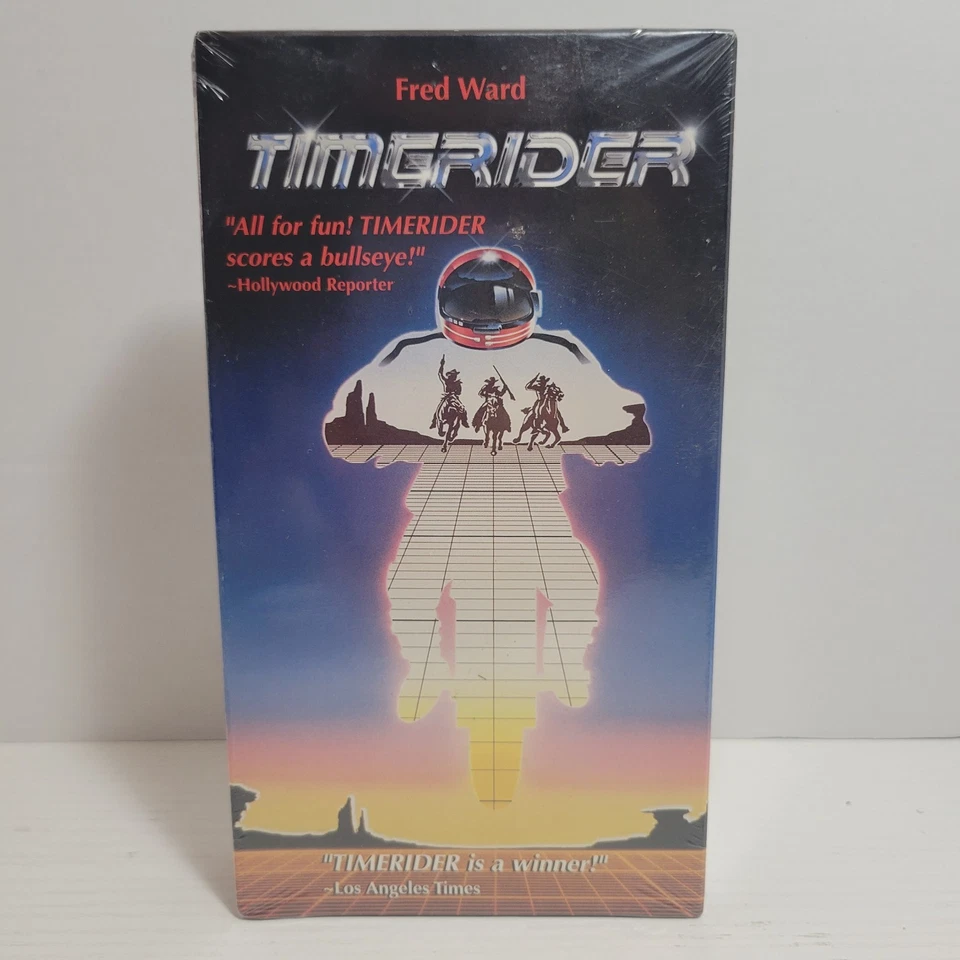 Fred Ward
TIMERIDER
"All for fun! TIMERIDER
scores a bullseye!"
~Hollywood Reporter
"TIMERIDER is a winner!"
~Los Angeles Times